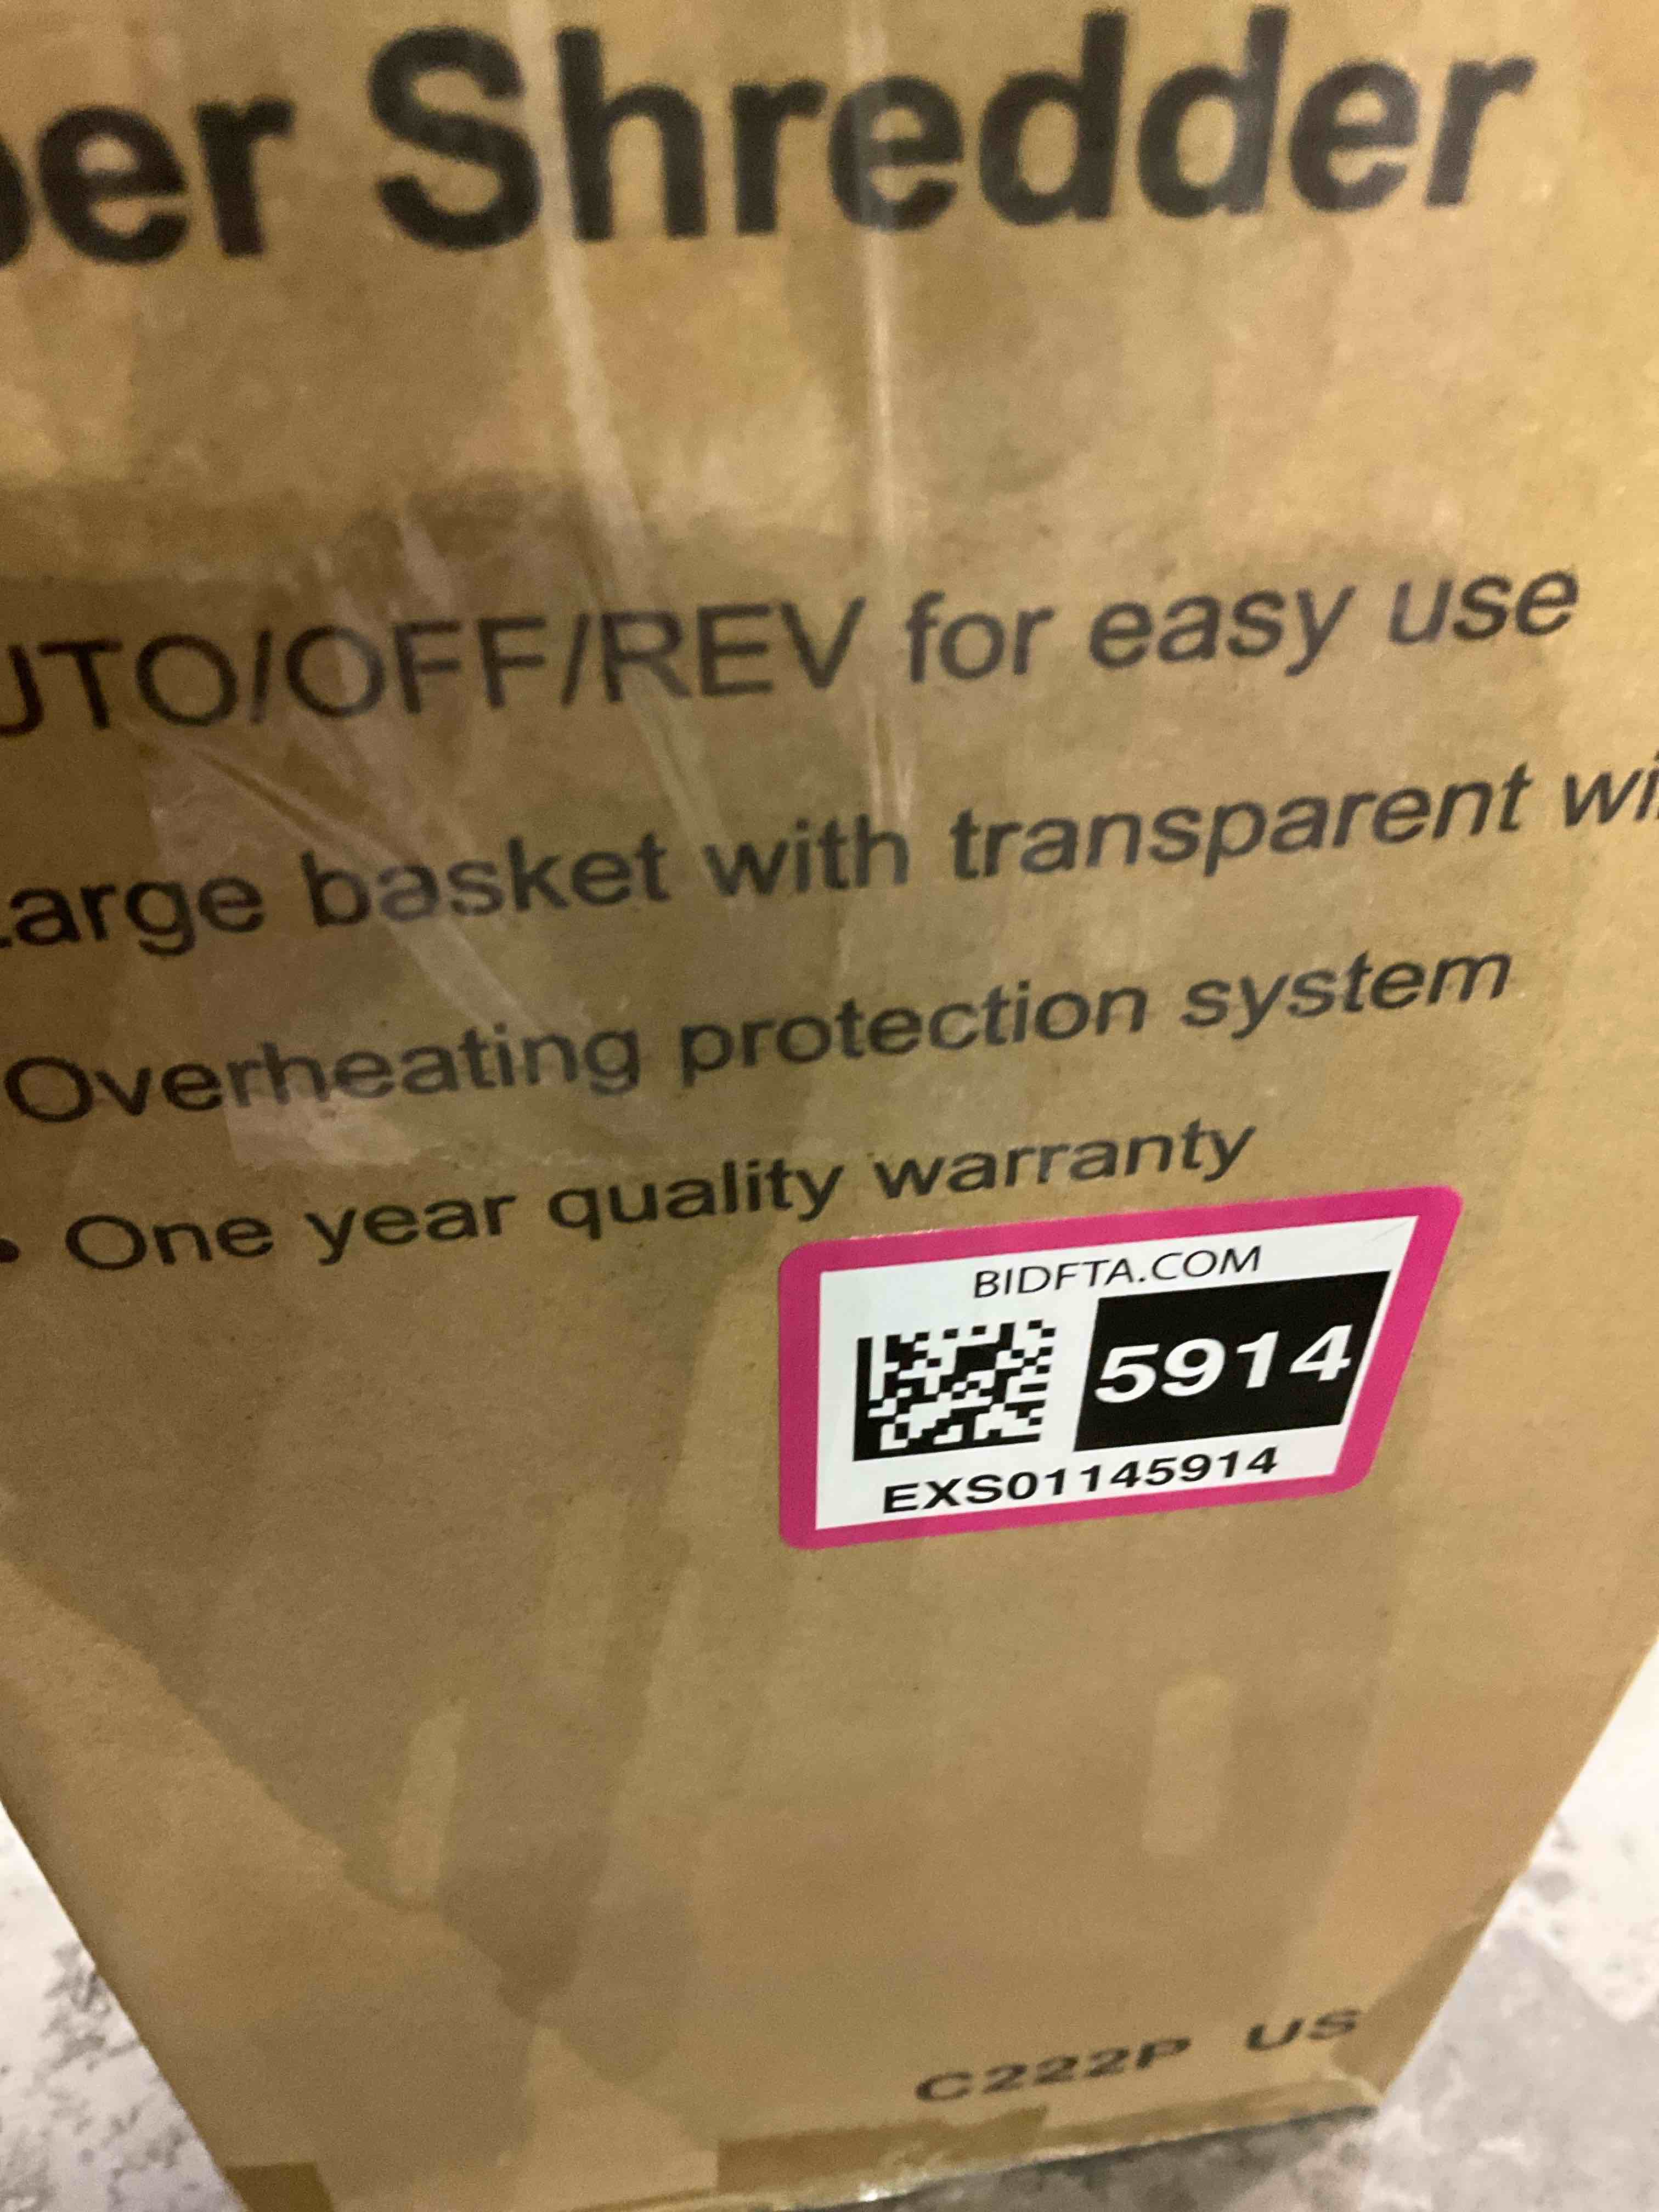 per Shredder
UTO/OFF/REV for easy use
Large basket with transparent wi
Overheating protection system
• One year quality warranty
BIDFTA.COM
5914
EXS01145914
C222P US